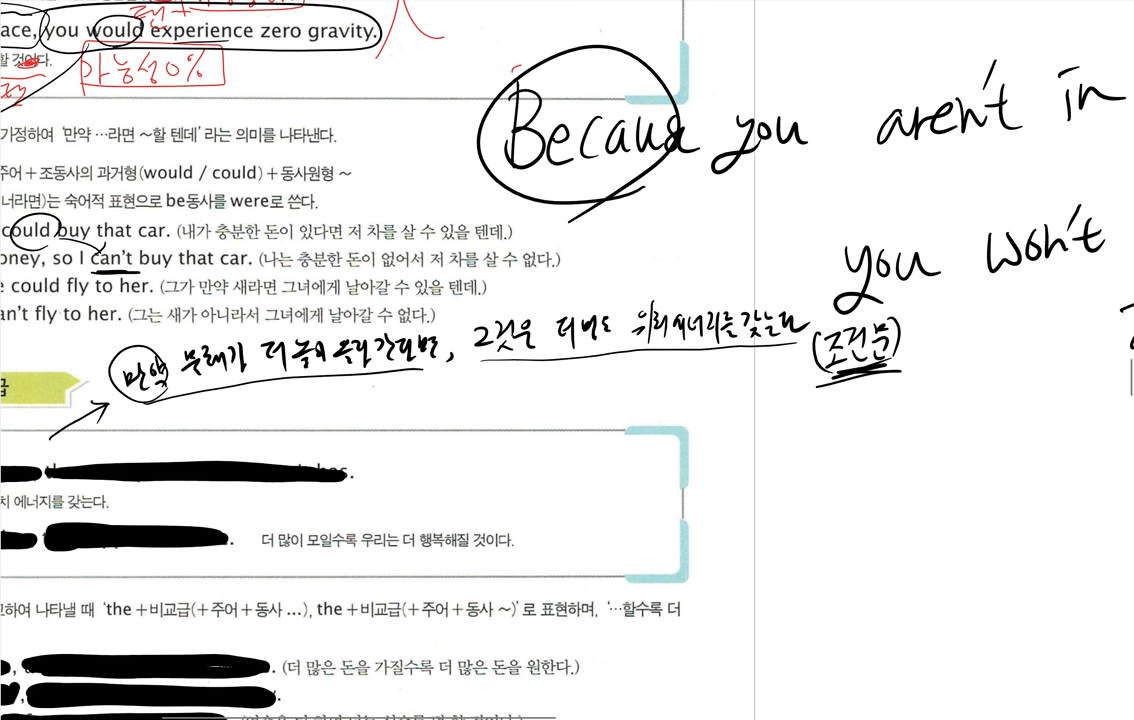 ace, you would experience zero gravity.
할 것이다.
가능성 0%
Becau you aren't in
가정하여 ‘만약 …라면 ~할 텐데’ 라는 의미를 나타낸다.
주어 + 조동사의 과거형(would / could) + 동사원형 ~
너라면)는 숙어적 표현으로 be동사를 were로 쓴다.
could buy that car. (내가 충분한 돈이 있다면 저 차를 살 수 있을 텐데.)
you won't
oney, so I can't buy that car. (나는 충분한 돈이 없어서 저 차를 살 수 없다.)
e could fly to her. (그가 만약 새라면 그녀에게 날아갈 수 있을 텐데.)
an't fly to her. (그는 새가 아니라서 그녀에게 날아갈 수 없다.)
만약 물체가 더 높이 올라간다면, 그것은 더 많은 위치에너지를 갖는다 (조건문)
급
has.
치 에너지를 갖는다.
. 더 많이 모일수록 우리는 더 행복해질 것이다.
교하여 나타낼 때 ‘the + 비교급(+ 주어 + 동사 …), the + 비교급(+ 주어 + 동사 ~)’로 표현하며, ‘…할수록 더
, . (더 많은 돈을 가질수록 더 많은 돈을 원한다.)